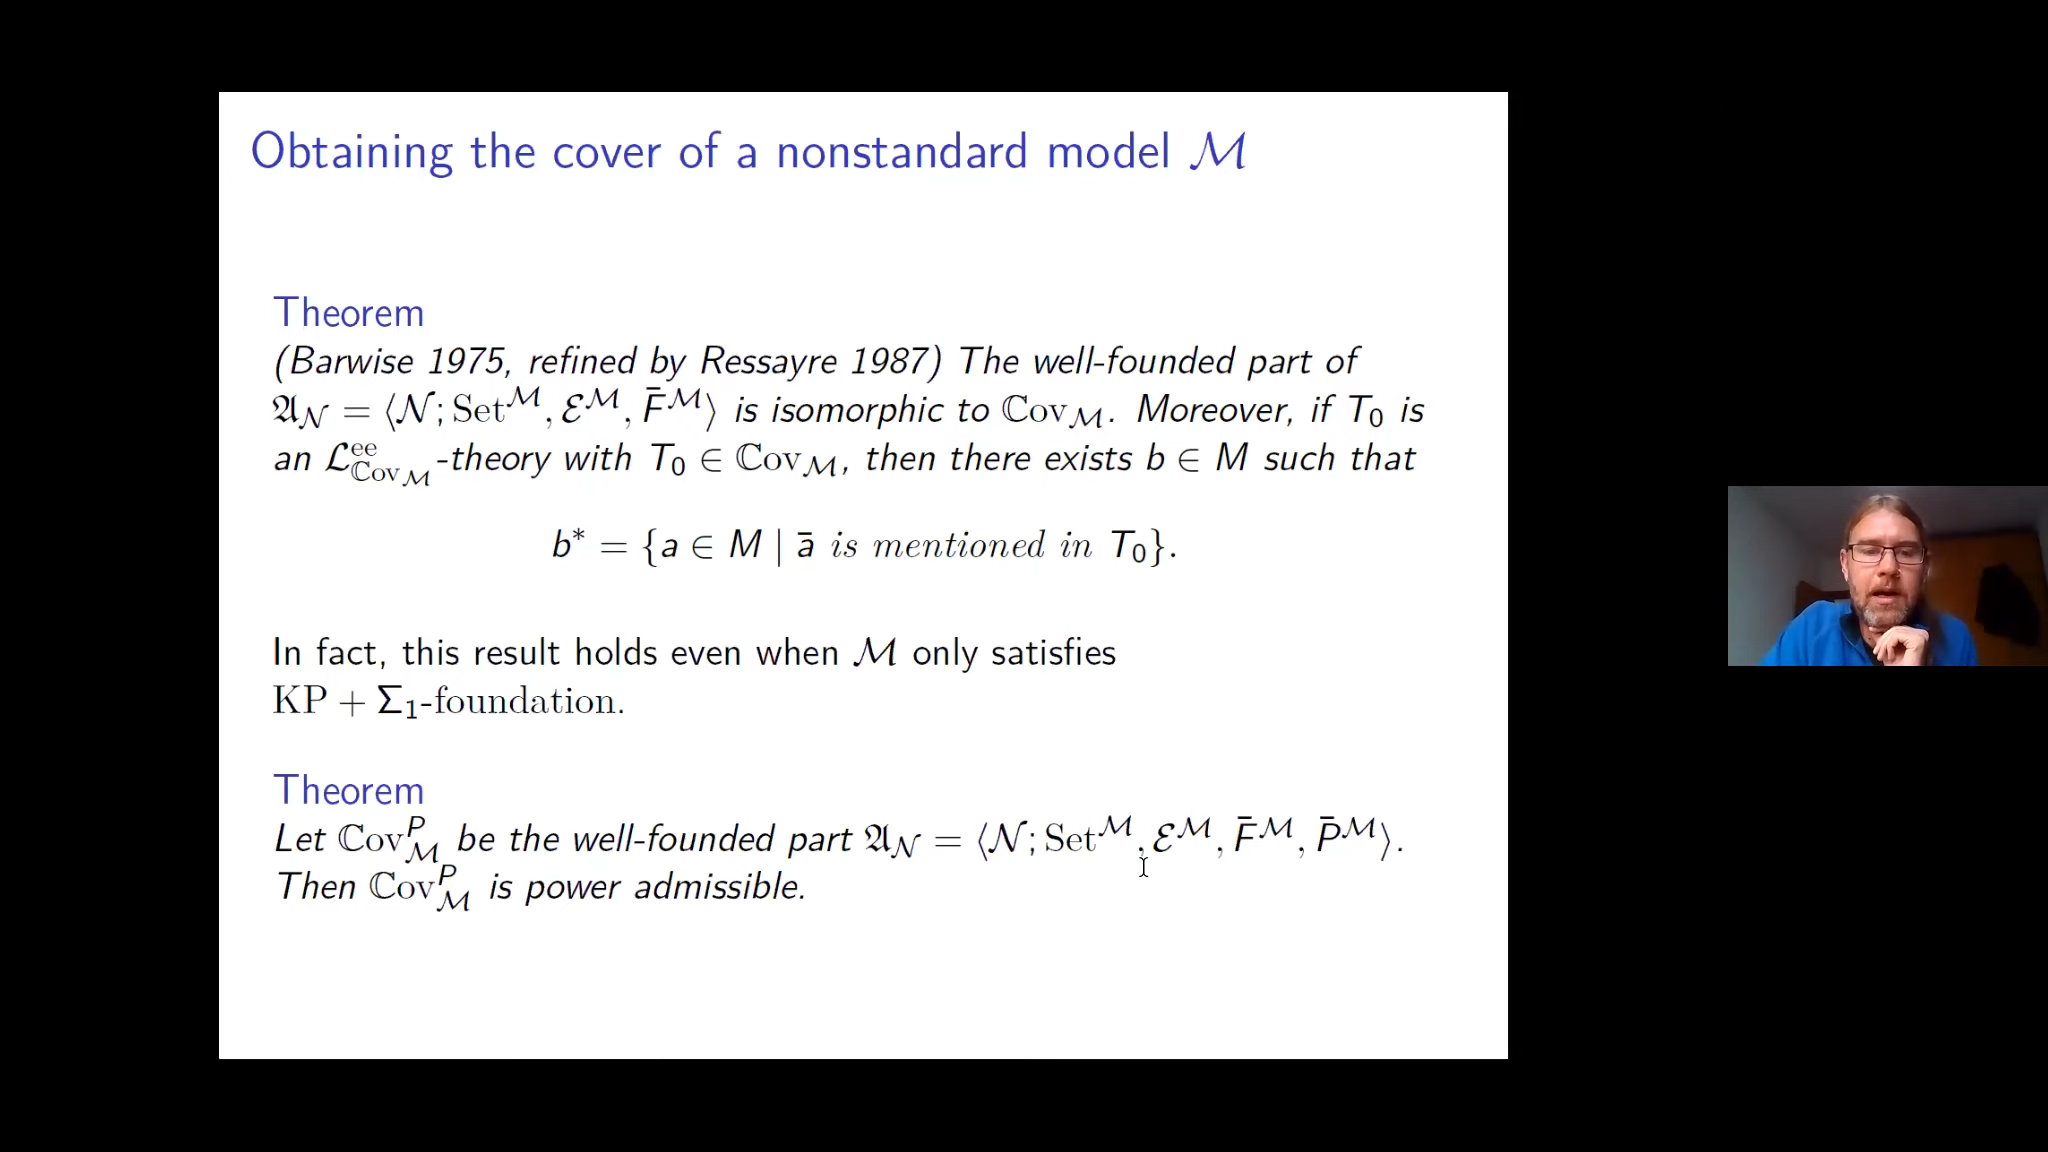 Obtaining the cover of a nonstandard model ℳ
Theorem
(Barwise 1975, refined by Ressayre 1987) The well-founded part of
𝔄_𝒩 = ⟨𝒩; Set^ℳ, ℰ^ℳ, F̄^ℳ⟩ is isomorphic to ℂov_ℳ. Moreover, if T₀ is
an ℒ^ee_ℂov_ℳ-theory with T₀ ∈ ℂov_ℳ, then there exists b ∈ M such that
b* = {a ∈ M | ā is mentioned in T₀}.
In fact, this result holds even when ℳ only satisfies
KP + Σ₁-foundation.
Theorem
Let ℂov^P_ℳ be the well-founded part 𝔄_𝒩 = ⟨𝒩; Set^ℳ, ℰ^ℳ, F̄^ℳ, P̄^ℳ⟩.
Then ℂov^P_ℳ is power admissible.